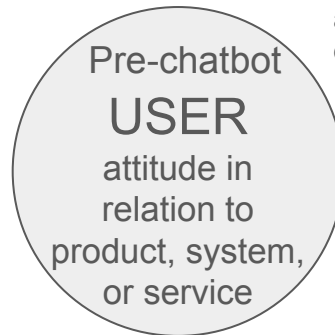 Pre-chatbot
USER
attitude in
relation to
product, system,
or service